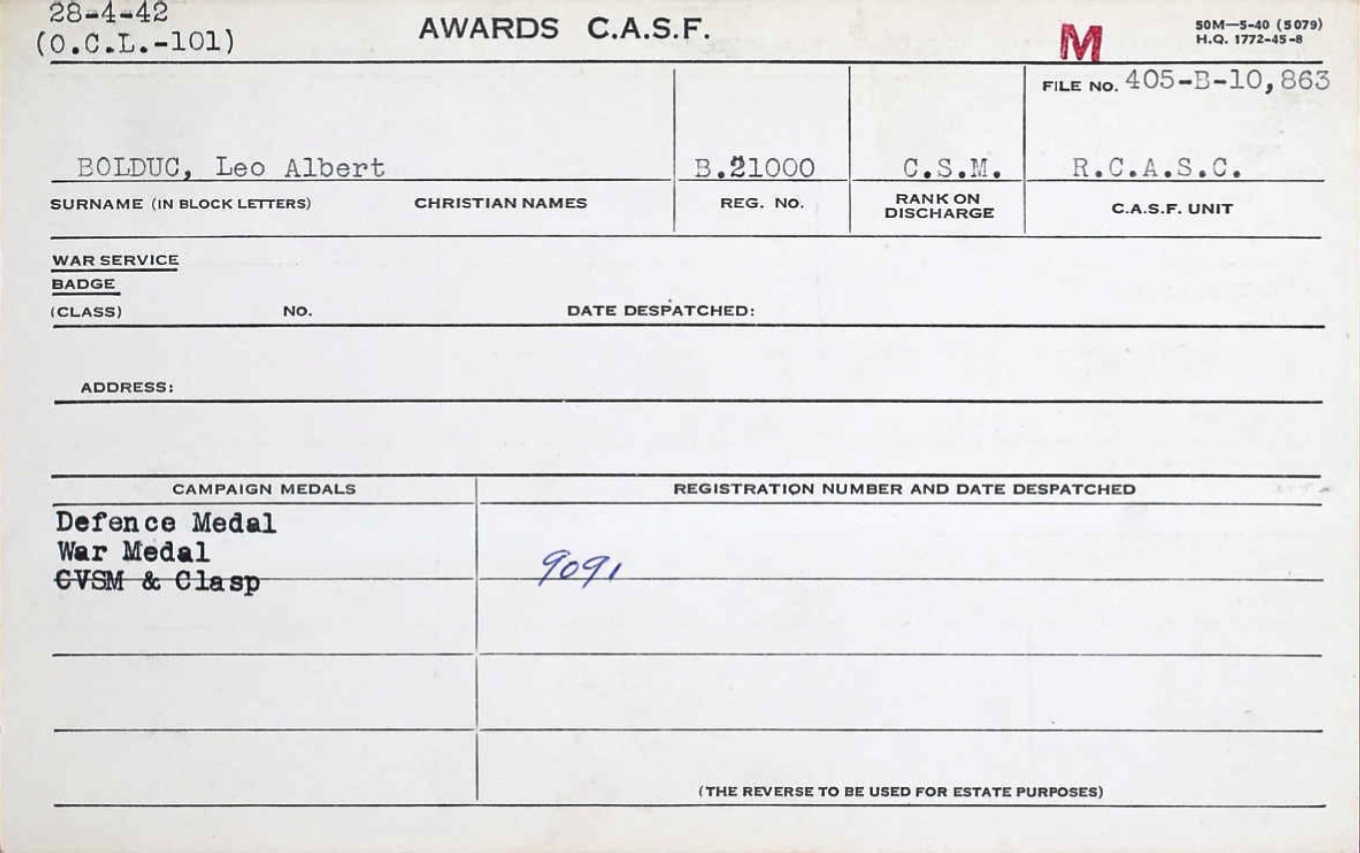 28-4-42
(O.C.L.-101)
AWARDS C.A.S.F.
M
50M—5-40 (5079)
H.Q. 1772-45-8
FILE NO. 405-B-10,863
BOLDUC, Leo Albert
B.21000
C.S.M.
R.C.A.S.C.
SURNAME (IN BLOCK LETTERS)
CHRISTIAN NAMES
REG. NO.
RANK ON
DISCHARGE
C.A.S.F. UNIT
WAR SERVICE
BADGE
(CLASS)
NO.
DATE DESPATCHED:
ADDRESS:
CAMPAIGN MEDALS
REGISTRATION NUMBER AND DATE DESPATCHED
Defence Medal
War Medal
CVSM & Clasp
9091
(THE REVERSE TO BE USED FOR ESTATE PURPOSES)